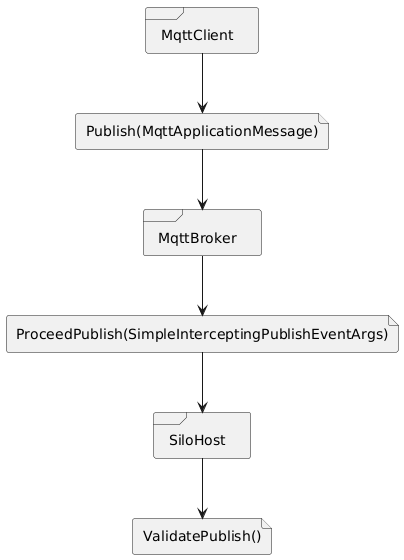 MqttClient
Publish(MqttApplicationMessage)
MqttBroker
ProceedPublish(SimpleInterceptingPublishEventArgs)
SiloHost
ValidatePublish()